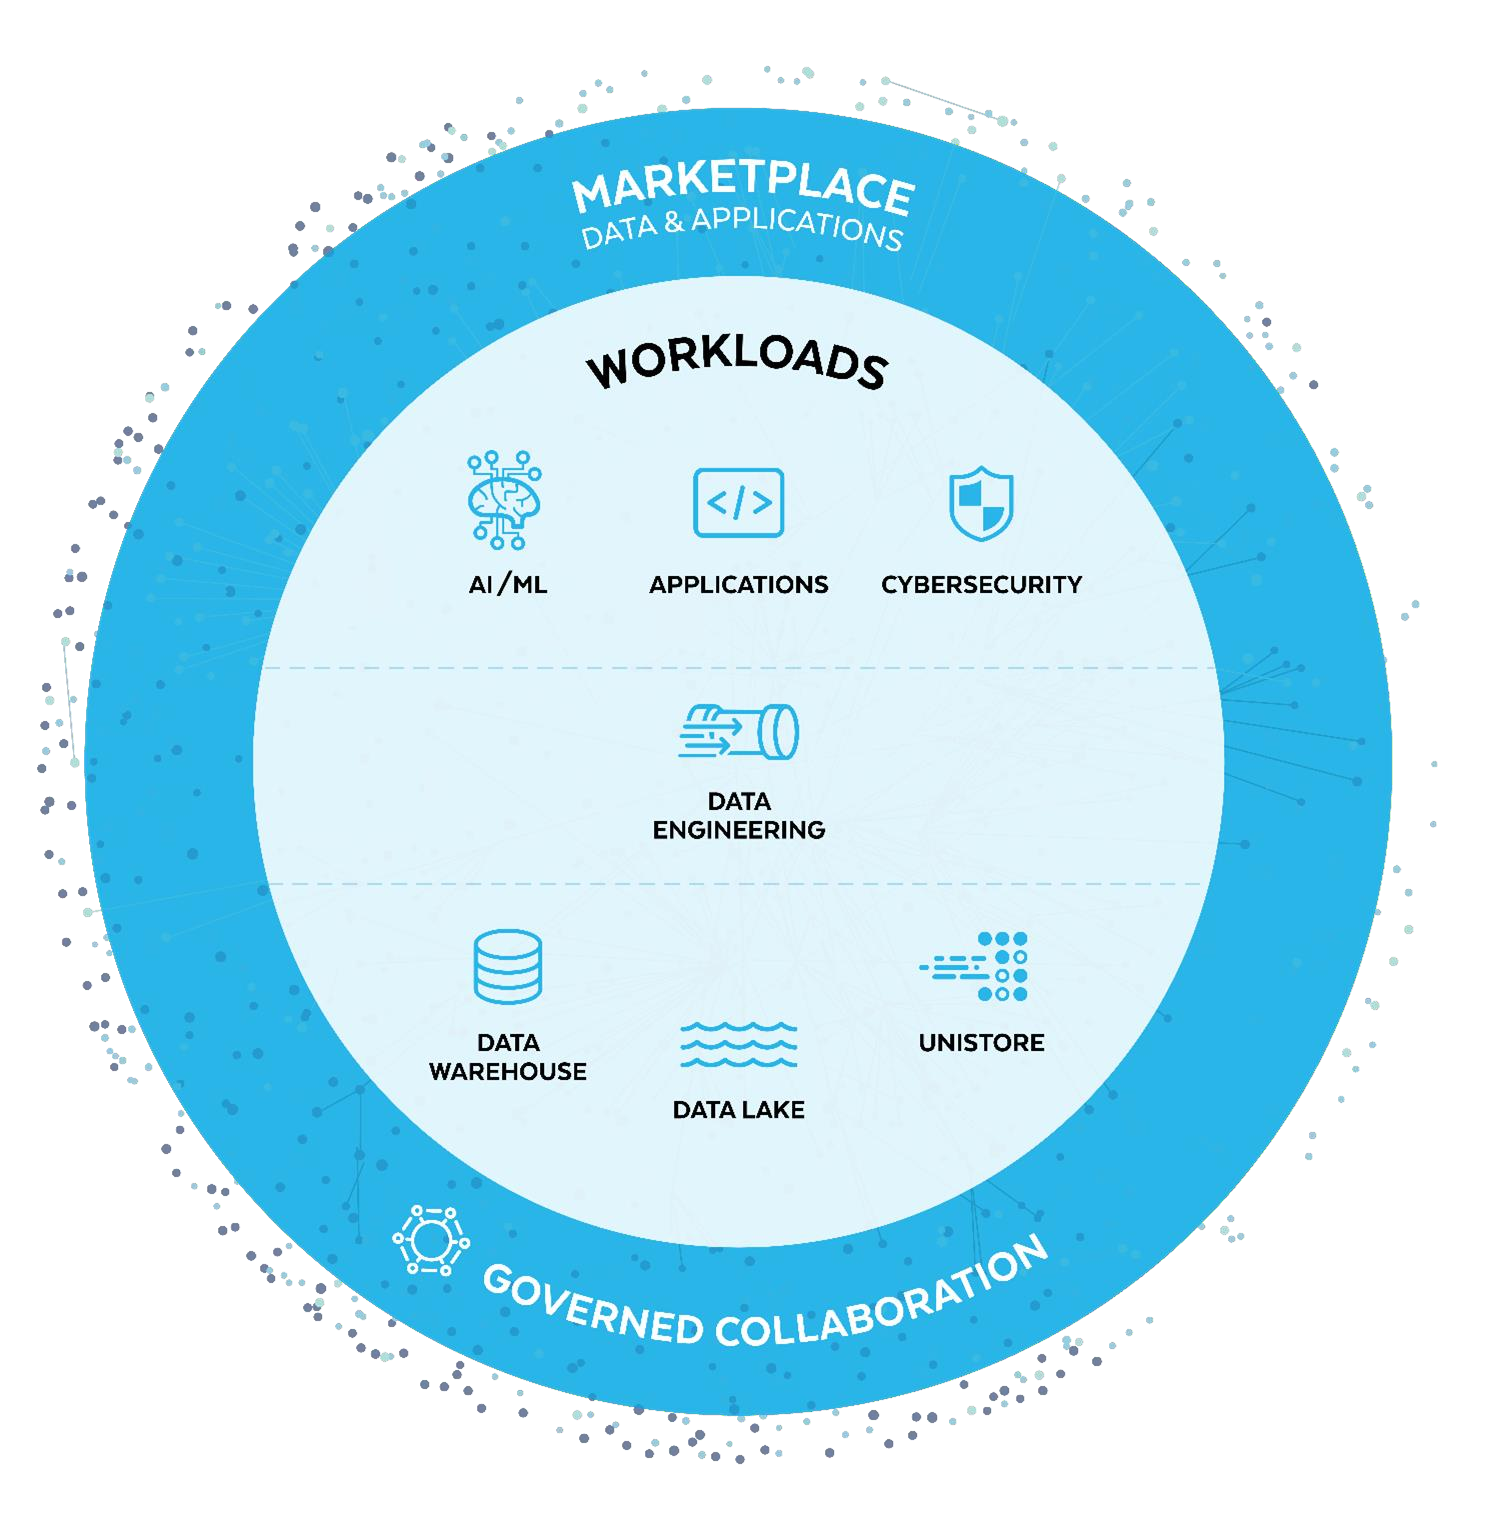 MARKETPLACE
DATA & APPLICATIONS
WORKLOADS
</>
AI/ML
APPLICATIONS
CYBERSECURITY
DATA
ENGINEERING
DATA
WAREHOUSE
DATA LAKE
UNISTORE
GOVERNED COLLABORATION